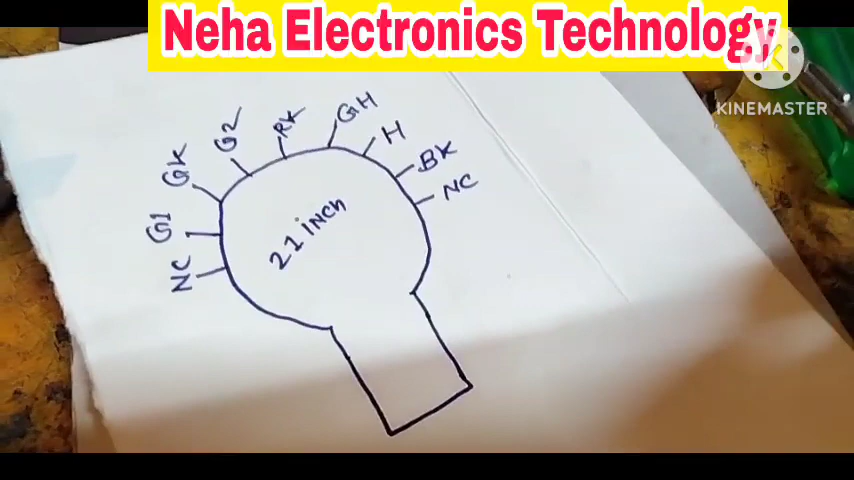 Neha Electronics Technology
KINEMASTER
NC
G1
GK
G2
RK
GH
H
BK
NC
21 iNCh